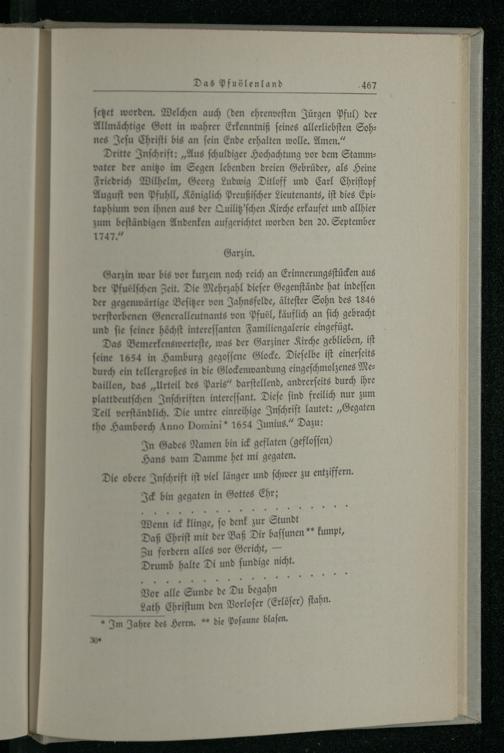 Das Pfuölenland 467
setzet worden. Welchen auch (den ehrenvesten Jürgen Pful) der
Allmächtige Gott in wahrer Erkenntniß seines allerliebsten Soh-
nes Jesu Christi bis an sein Ende erhalten wolle. Amen.“
Dritte Inschrift: „Aus schuldiger Hochachtung vor dem Stamm-
vater der anitzo im Segen lebenden dreien Gebrüder, als Heine
Friedrich Wilhelm, Georg Ludwig Ditloff und Carl Christopf
August von Pfuhll, Königlich Preußischer Lieutenants, ist dies Epi-
taphium von ihnen aus der Quilitz'schen Kirche erkaufet und allhier
zum beständigen Andenken aufgerichtet worden den 20. September
1747.“
Garzin.
Garzin war bis vor kurzem noch reich an Erinnerungsstücken aus
der Pfuëlschen Zeit. Die Mehrzahl dieser Gegenstände hat indessen
der gegenwärtige Besitzer von Jahnsfelde, ältester Sohn des 1846
verstorbenen Generalleutnants von Pfuël, käuflich an sich gebracht
und sie seiner höchst interessanten Familiengalerie eingefügt.
Das Bemerkenswerteste, was der Garziner Kirche geblieben, ist
seine 1654 in Hamburg gegossene Glocke. Dieselbe ist einerseits
durch ein tellergroßes in die Glockenwandung eingeschmolzenes Me-
daillon, das „Urteil des Paris“ darstellend, andrerseits durch ihre
plattdeutschen Inschriften interessant. Diese sind freilich nur zum
Teil verständlich. Die untre einreihige Inschrift lautet: „Gegaten
tho Hamborch Anno Domini* 1654 Junius.“ Dazu:
In Gades Namen bin ick geflaten (geflossen)
Hans vam Damme het mi gegaten.
Die obere Inschrift ist viel länger und schwer zu entziffern.
Ick bin gegaten in Gottes Ehr;
. . . . . . . . . . . . . . . .
Wenn ick klinge, so denk zur Stundt
Daß Christ mit der Baß Dir bassunen** kumpt,
Zu fordern alles vor Gericht, —
Drumb halte Di und sundige nicht.
. . . . . . . . . . . . . . . .
Vor alle Sunde de Du begahn
Lath Christum den Vorloser (Erlöser) stahn.
* Im Jahre des Herrn. ** die Posaune blasen.
30*